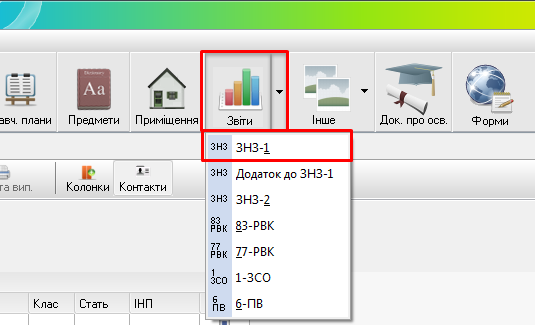 Dictionary
Aa
авч. плани
Предмети
Приміщення
Звіти
Інше
Док. про осв.
Форми
ЗНЗ ЗНЗ-1
ЗНЗ Додаток до ЗНЗ-1
ЗНЗ ЗНЗ-2
83 РВК 83-РВК
77 РВК 77-РВК
1 ЗСО 1-ЗСО
6 ПВ 6-ПВ
та вип.
Колонки
Контакти
Клас
Стать
ІНП